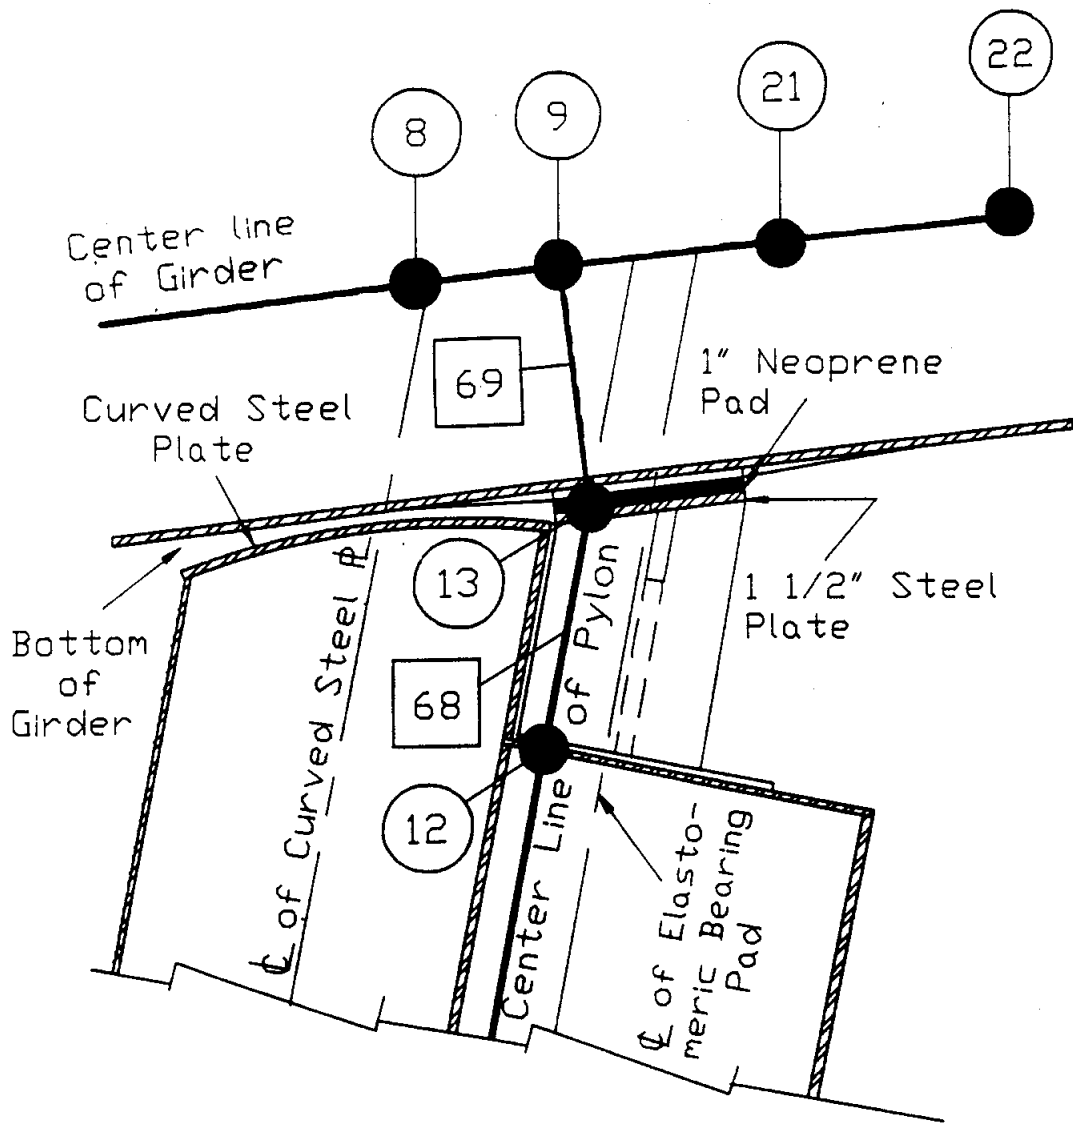 22
21
9
8
Center line
of Girder
69
1" Neoprene
Pad
Curved Steel
Plate
13
1 1/2" Steel
Plate
Bottom
of
Girder
68
12
℄ of Curved Steel ⅊
Center Line of Pylon
℄ of Elasto-
meric Bearing
Pad